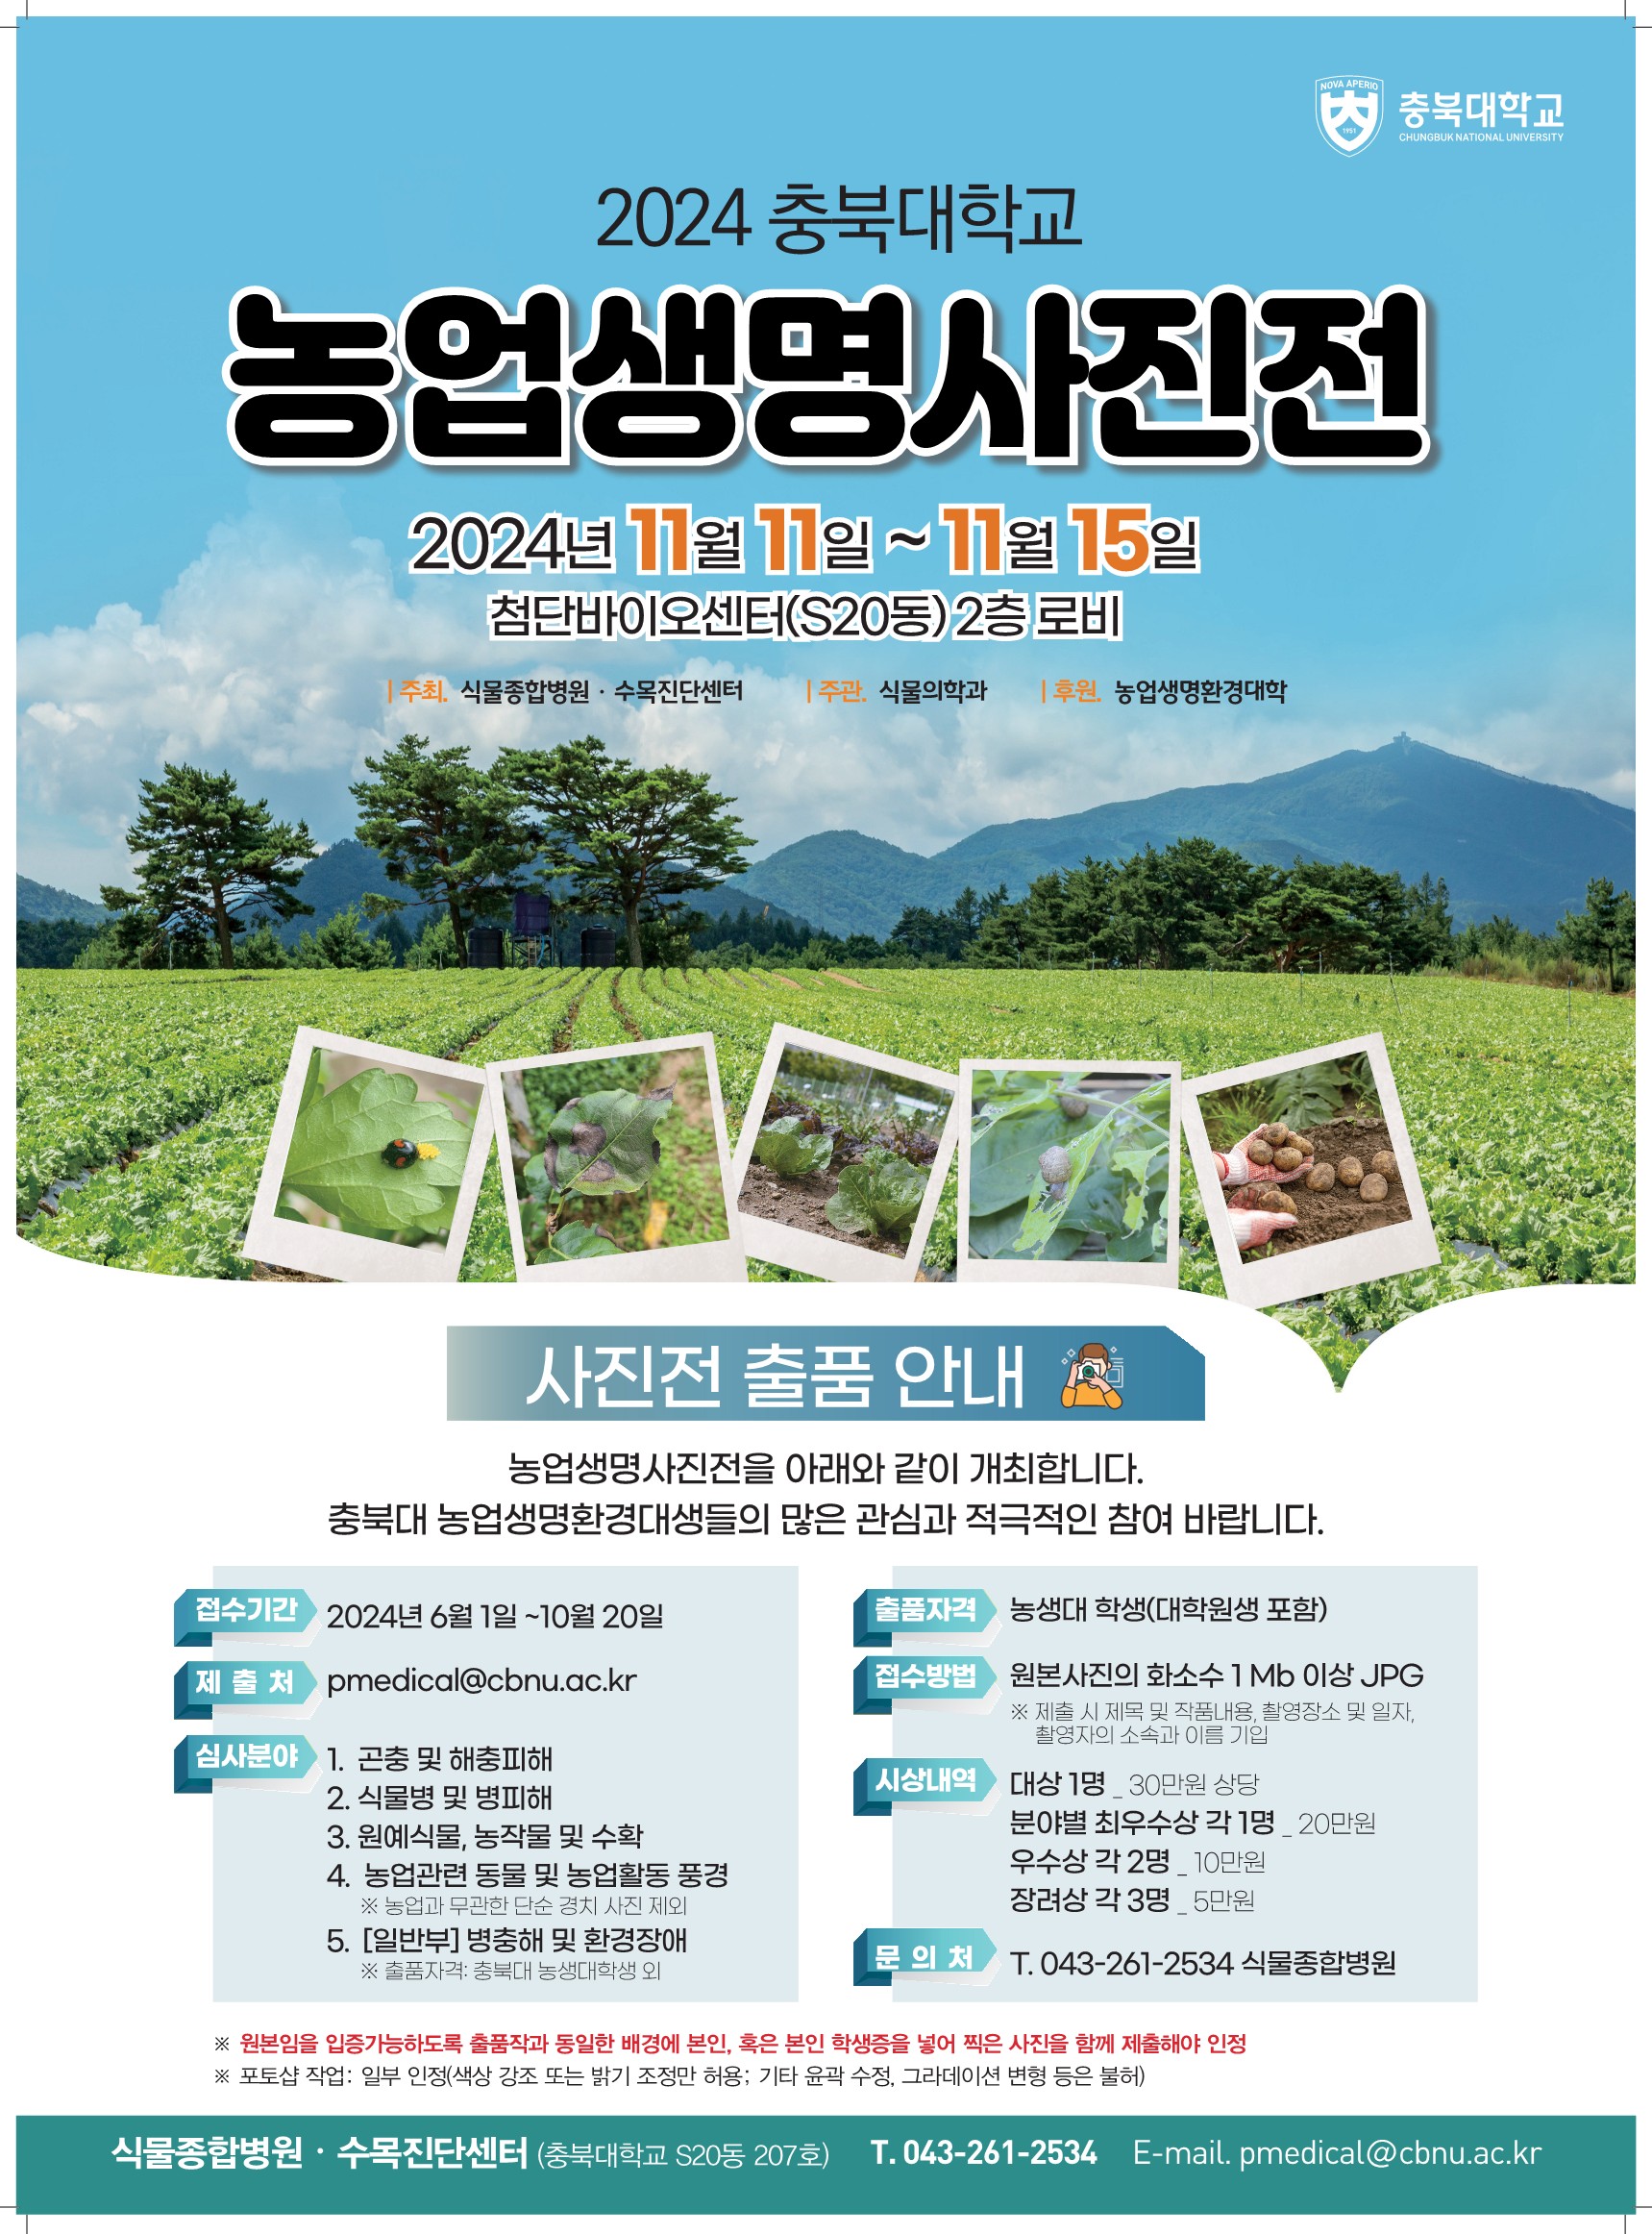 NOVA APERIO
1951
충북대학교
CHUNGBUK NATIONAL UNIVERSITY
2024 충북대학교
농업생명사진전
2024년 11월 11일 ~ 11월 15일
첨단바이오센터(S20동) 2층 로비
| 주최. 식물종합병원 · 수목진단센터 | 주관. 식물의학과 | 후원. 농업생명환경대학
사진전 출품 안내
농업생명사진전을 아래와 같이 개최합니다.
충북대 농업생명환경대생들의 많은 관심과 적극적인 참여 바랍니다.
접수기간 2024년 6월 1일 ~10월 20일
제 출 처 pmedical@cbnu.ac.kr
심사분야 1. 곤충 및 해충피해
2. 식물병 및 병피해
3. 원예식물, 농작물 및 수확
4. 농업관련 동물 및 농업활동 풍경
※ 농업과 무관한 단순 경치 사진 제외
5. [일반부] 병충해 및 환경장애
※ 출품자격: 충북대 농생대학생 외
출품자격 농생대 학생(대학원생 포함)
접수방법 원본사진의 화소수 1 Mb 이상 JPG
※ 제출 시 제목 및 작품내용, 촬영장소 및 일자,
촬영자의 소속과 이름 기입
시상내역 대상 1명 _ 30만원 상당
분야별 최우수상 각 1명 _ 20만원
우수상 각 2명 _ 10만원
장려상 각 3명 _ 5만원
문 의 처 T. 043-261-2534 식물종합병원
※ 원본임을 입증가능하도록 출품작과 동일한 배경에 본인, 혹은 본인 학생증을 넣어 찍은 사진을 함께 제출해야 인정
※ 포토샵 작업: 일부 인정(색상 강조 또는 밝기 조정만 허용; 기타 윤곽 수정, 그라데이션 변형 등은 불허)
식물종합병원 · 수목진단센터 (충북대학교 S20동 207호) T. 043-261-2534 E-mail. pmedical@cbnu.ac.kr